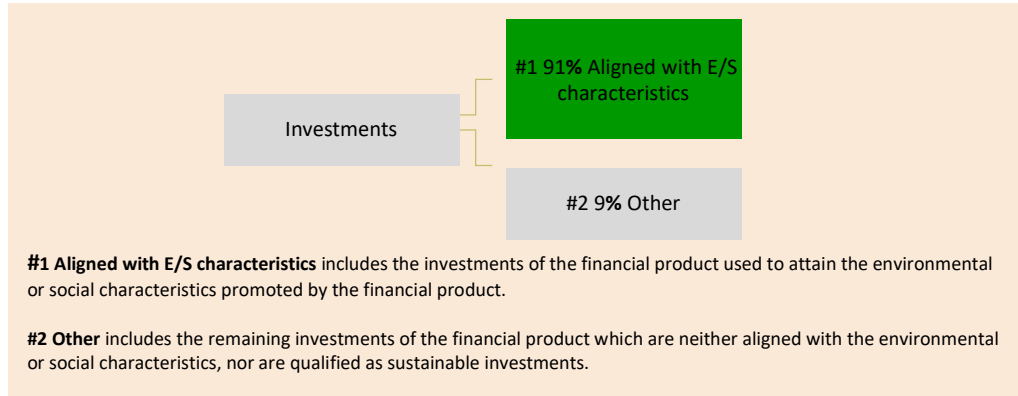 #1 91% Aligned with E/S
characteristics
Investments
#2 9% Other
#1 Aligned with E/S characteristics includes the investments of the financial product used to attain the environmental
or social characteristics promoted by the financial product.
#2 Other includes the remaining investments of the financial product which are neither aligned with the environmental
or social characteristics, nor are qualified as sustainable investments.